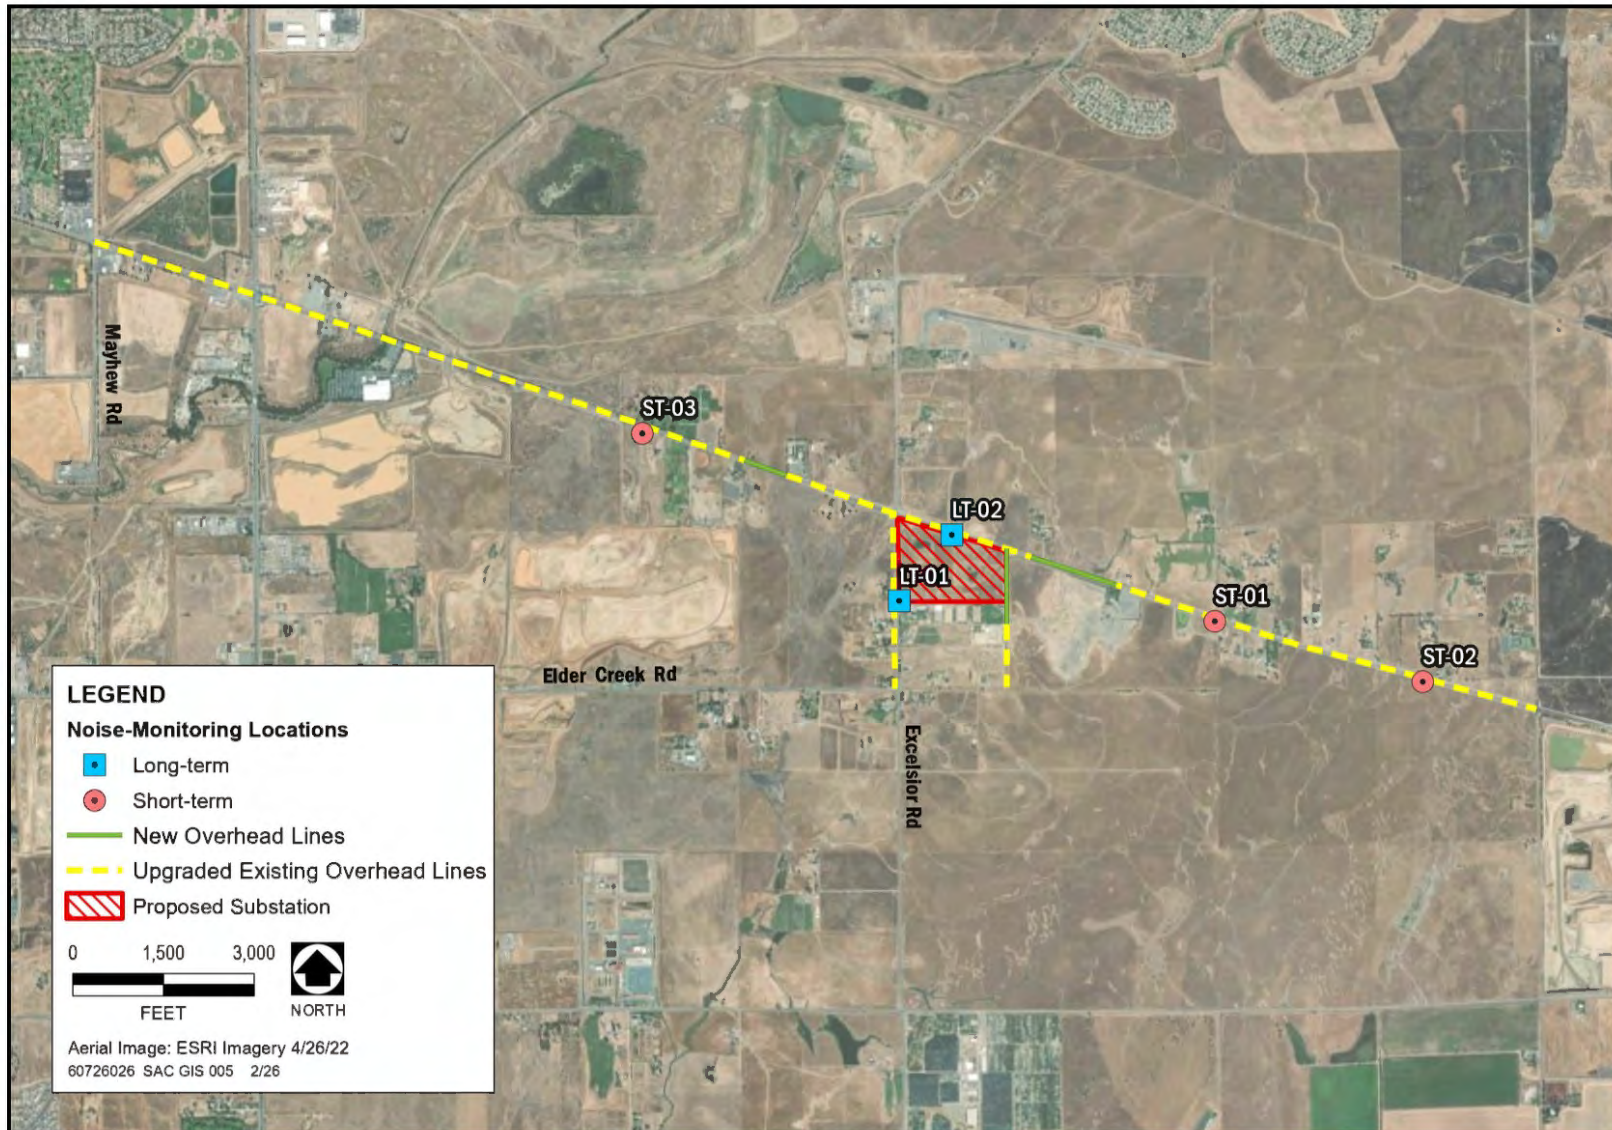 ST-03
Mayhew Rd
LT-02
LT-01
ST-01
ST-02
Elder Creek Rd
Excelsior Rd
LEGEND
Noise-Monitoring Locations
Long-term
Short-term
New Overhead Lines
Upgraded Existing Overhead Lines
Proposed Substation
0 1,500 3,000
FEET
NORTH
Aerial Image: ESRI Imagery 4/26/22
60726026 SAC GIS 005 2/26